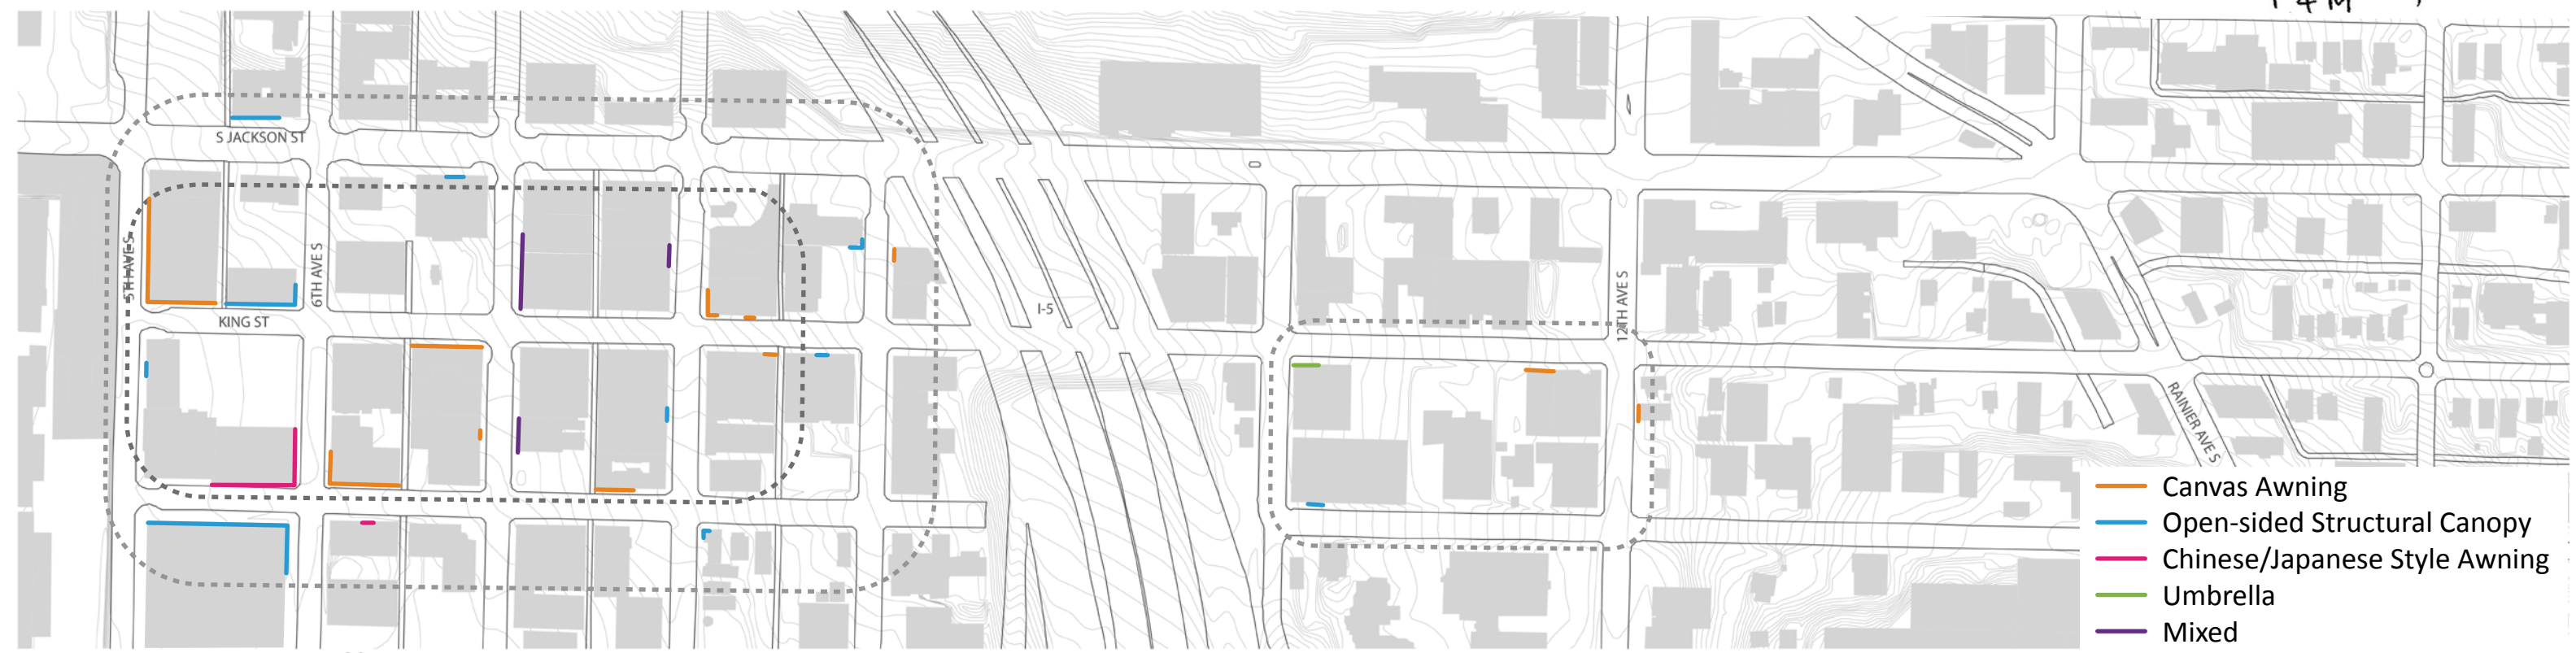 S JACKSON ST
5TH AVE S
6TH AVE S
KING ST
I-5
12TH AVE S
RAINIER AVE S
Canvas Awning
Open-sided Structural Canopy
Chinese/Japanese Style Awning
Umbrella
Mixed